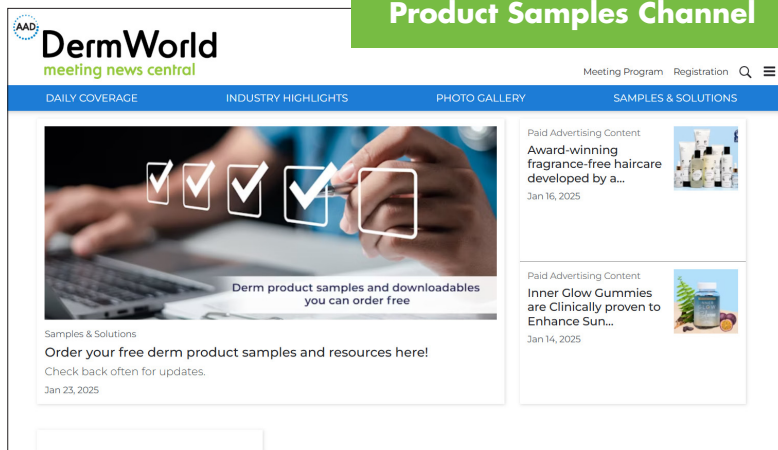 Product Samples Channel
AAD
DermWorld
meeting news central
Meeting Program Registration
DAILY COVERAGE INDUSTRY HIGHLIGHTS PHOTO GALLERY SAMPLES & SOLUTIONS
Derm product samples and downloadables
you can order free
Samples & Solutions
Order your free derm product samples and resources here!
Check back often for updates.
Jan 23, 2025
Paid Advertising Content
Award-winning
fragrance-free haircare
developed by a...
Jan 16, 2025
Paid Advertising Content
Inner Glow Gummies
are Clinically proven to
Enhance Sun...
Jan 14, 2025